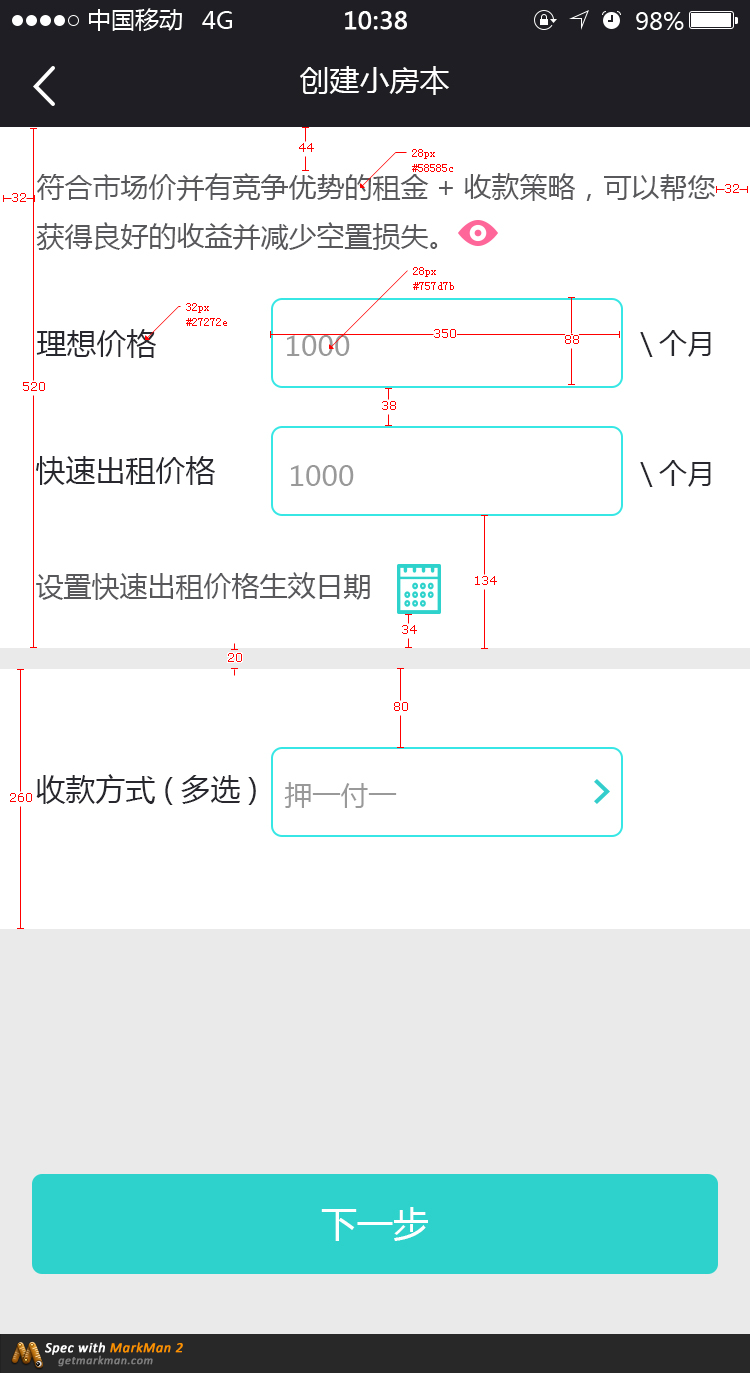 中国移动 4G 10:38 98%
创建小房本
44
28px
#58585c
32
符合市场价并有竞争优势的租金 + 收款策略，可以帮您
32
获得良好的收益并减少空置损失。
28px
#757d7b
32px
#27272e
理想价格
1000
350
88
\ 个月
520
38
快速出租价格
1000
\ 个月
134
设置快速出租价格生效日期
34
20
80
260
收款方式 ( 多选 )
押一付一
下一步
Spec with MarkMan 2
getmarkman.com